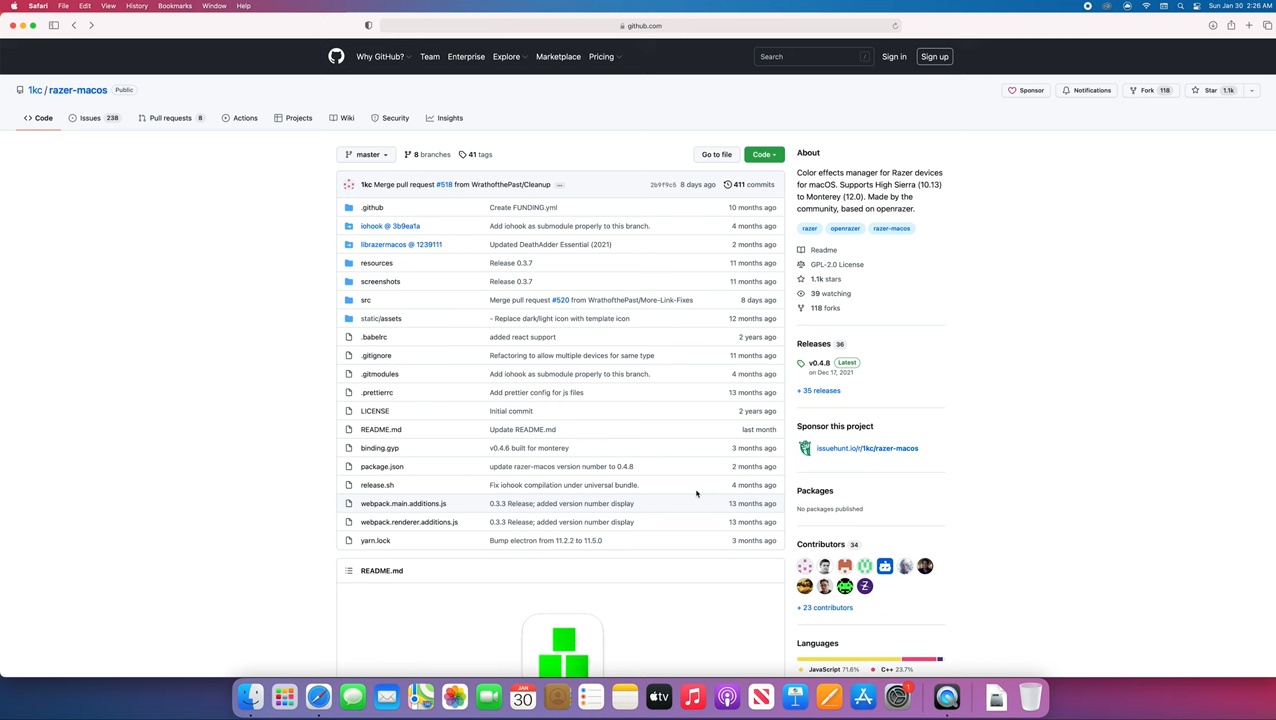 Safari File Edit View History Bookmarks Window Help Sun Jan 30 2:26 AM
github.com
Why GitHub? Team Enterprise Explore Marketplace Pricing Search / Sign in Sign up
1kc / razer-macos Public Sponsor Notifications Fork 118 Star 1.1k
<> Code Issues 238 Pull requests 8 Actions Projects Wiki Security Insights
master 8 branches 41 tags Go to file Code
1kc Merge pull request #518 from WrathofthePast/Cleanup ... 2b9f9c5 8 days ago 411 commits
.github Create FUNDING.yml 10 months ago
iohook @ 3b9ea1a Add iohook as submodule properly to this branch. 4 months ago
librazermacos @ 1239111 Updated DeathAdder Essential (2021) 2 months ago
resources Release 0.3.7 11 months ago
screenshots Release 0.3.7 11 months ago
src Merge pull request #520 from WrathofthePast/More-Link-Fixes 8 days ago
static/assets - Replace dark/light icon with template icon 12 months ago
.babelrc added react support 2 years ago
.gitignore Refactoring to allow multiple devices for same type 11 months ago
.gitmodules Add iohook as submodule properly to this branch. 4 months ago
.prettierrc Add prettier config for js files 13 months ago
LICENSE Initial commit 2 years ago
README.md Update README.md last month
binding.gyp v0.4.6 built for monterey 3 months ago
package.json update razer-macos version number to 0.4.8 2 months ago
release.sh Fix iohook compilation under universal bundle. 4 months ago
webpack.main.additions.js 0.3.3 Release; added version number display 13 months ago
webpack.renderer.additions.js 0.3.3 Release; added version number display 13 months ago
yarn.lock Bump electron from 11.2.2 to 11.5.0 3 months ago
README.md
About
Color effects manager for Razer devices
for macOS. Supports High Sierra (10.13)
to Monterey (12.0). Made by the
community, based on openrazer.
razer openrazer razer-macos
Readme
GPL-2.0 License
1.1k stars
39 watching
118 forks
Releases 36
v0.4.8 Latest
on Dec 17, 2021
+ 35 releases
Sponsor this project
issuehunt.io/r/1kc/razer-macos
Packages
No packages published
Contributors 34
+ 23 contributors
Languages
JavaScript 71.6% C++ 23.7%
JAN
30
tv
1